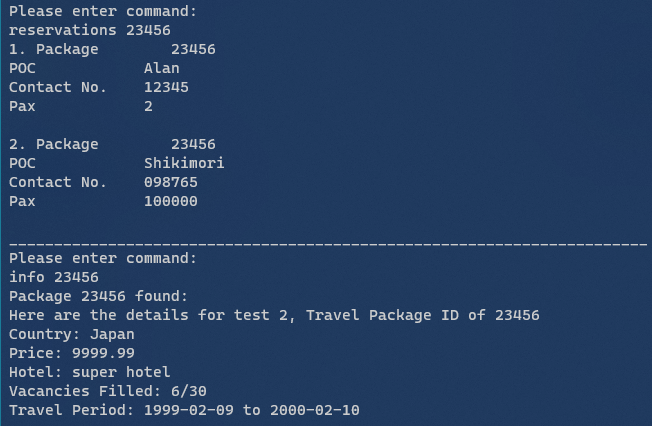 Please enter command:
reservations 23456
1. Package        23456
POC            Alan
Contact No.    12345
Pax            2

2. Package        23456
POC            Shikimori
Contact No.    098765
Pax            100000

_______________________________________________________________________
Please enter command:
info 23456
Package 23456 found:
Here are the details for test 2, Travel Package ID of 23456
Country: Japan
Price: 9999.99
Hotel: super hotel
Vacancies Filled: 6/30
Travel Period: 1999-02-09 to 2000-02-10